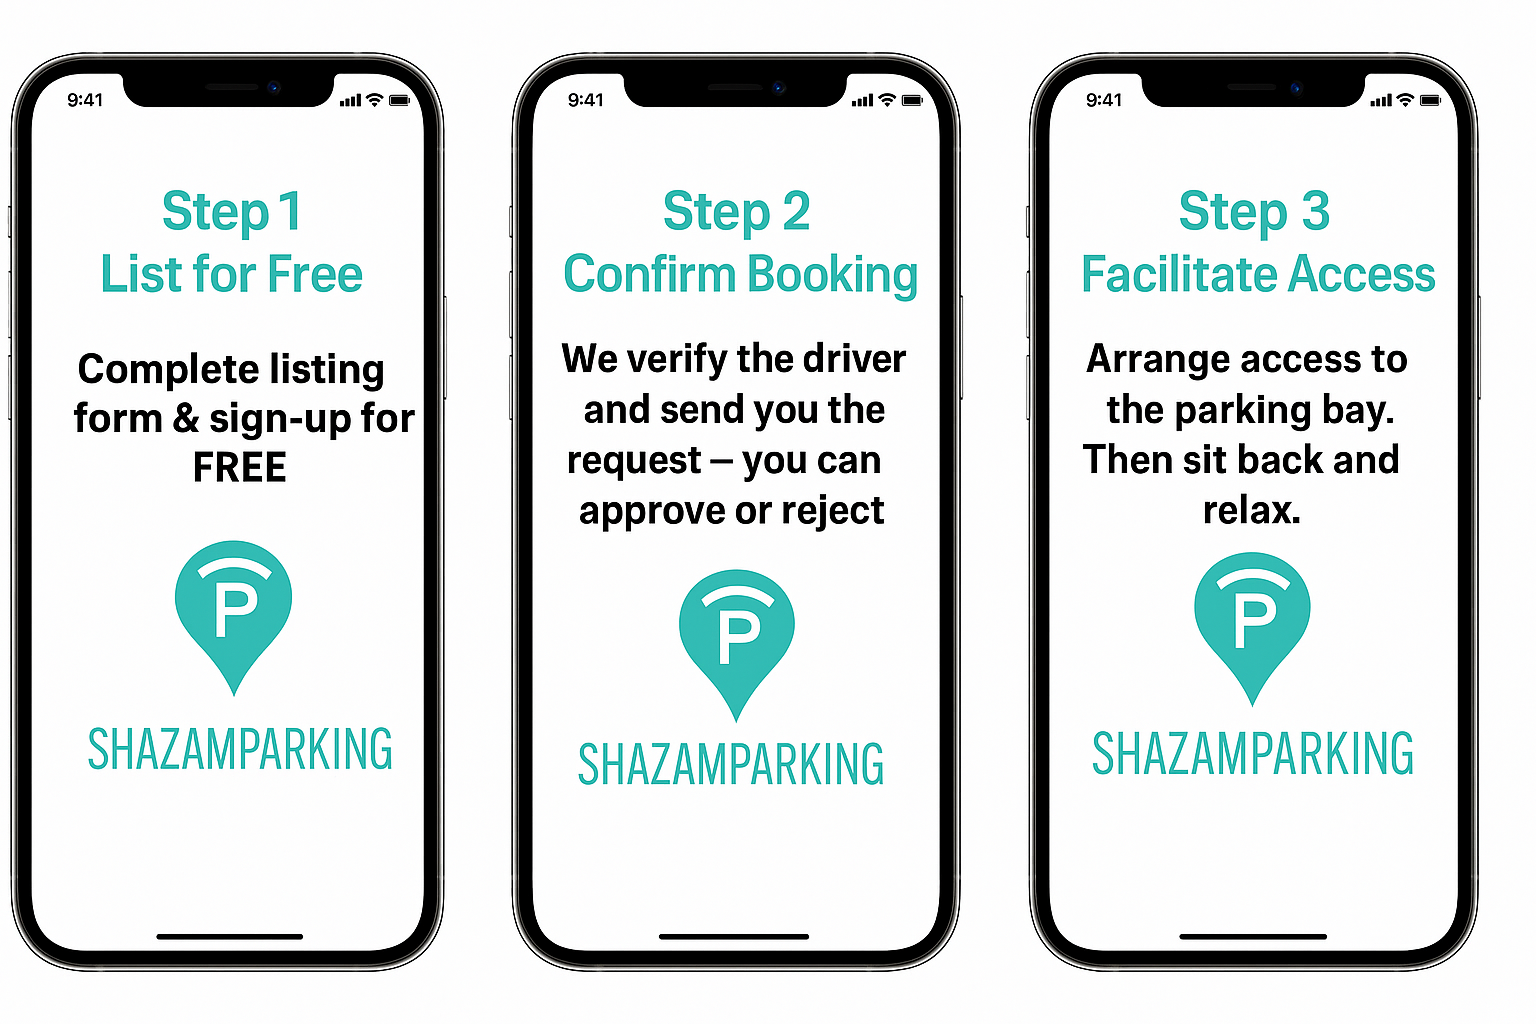 9:41
Step 1
List for Free
Complete listing
form & sign-up for
FREE
P
SHAZAMPARKING
9:41
Step 2
Confirm Booking
We verify the driver
and send you the
request – you can
approve or reject
P
SHAZAMPARKING
9:41
Step 3
Facilitate Access
Arrange access to
the parking bay.
Then sit back and
relax.
P
SHAZAMPARKING